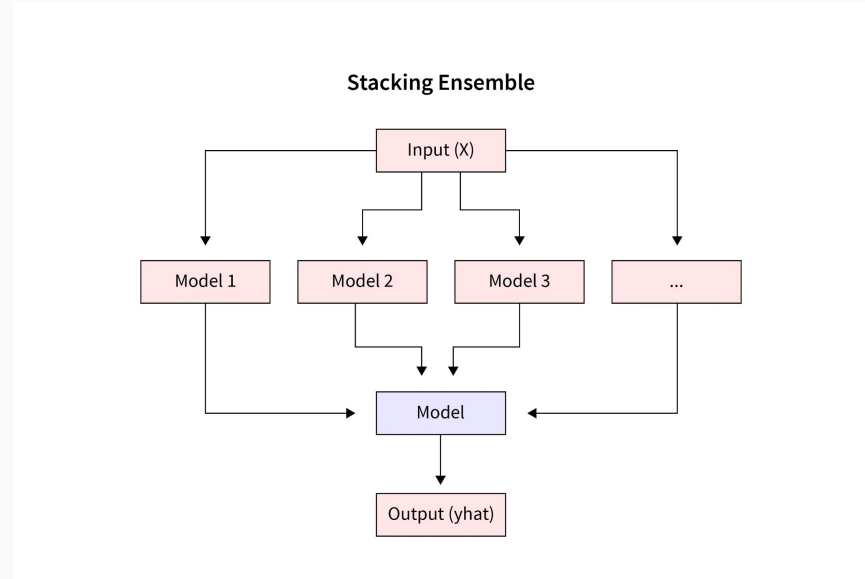 Stacking Ensemble
Input (X)
Model 1
Model 2
Model 3
...
Model
Output (yhat)